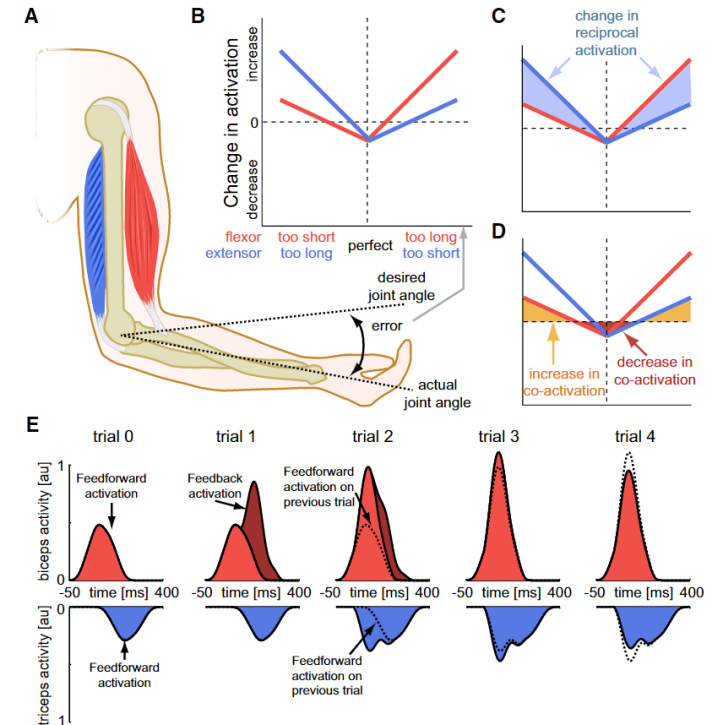 A
B
Change in activation
increase
0
decrease
flexor too short too long
extensor too long perfect too short
C
change in
reciprocal
activation
D
increase in
co-activation
decrease in
co-activation
desired
joint angle
error
actual
joint angle
E
trial 0 trial 1 trial 2 trial 3 trial 4
biceps activity [au]
1
0
Feedforward
activation
Feedback
activation
Feedforward
activation on
previous trial
-50 time [ms] 400 -50 time [ms] 400 -50 time [ms] 400 -50 time [ms] 400 -50 time [ms] 400
triceps activity [au]
0
1
Feedforward
activation
Feedforward
activation on
previous trial